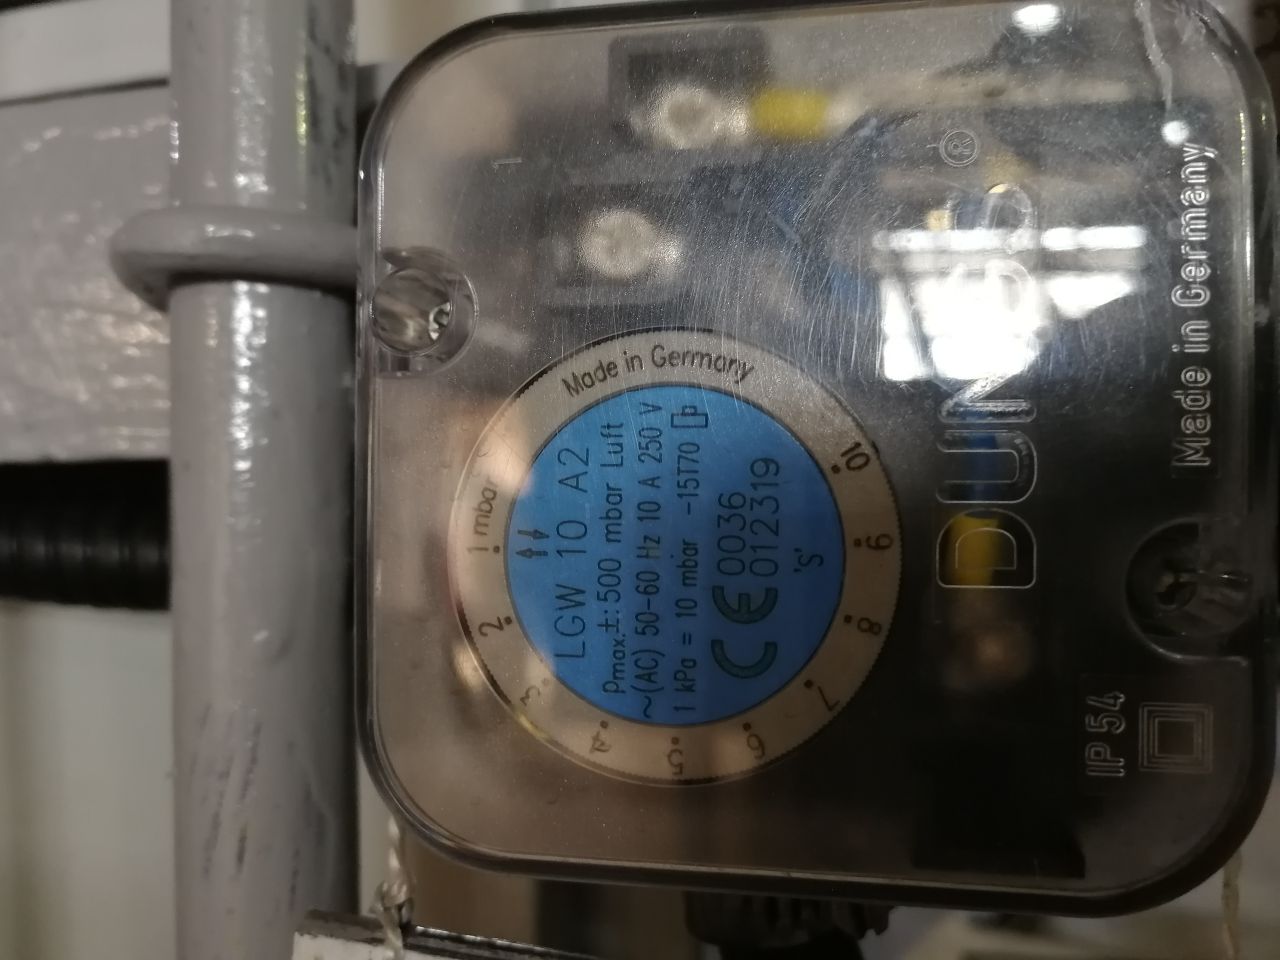 Made in Germany
1 mbar
2
3
4
5
6
7
8
9
10
LGW 10 A2
Pmax.±: 500 mbar Luft
~(AC) 50-60 Hz 10 A 250 V
1 kPa = 10 mbar -15T70
CE 0036
012319
'S'
DUNGS®
IP 54
Made in Germany